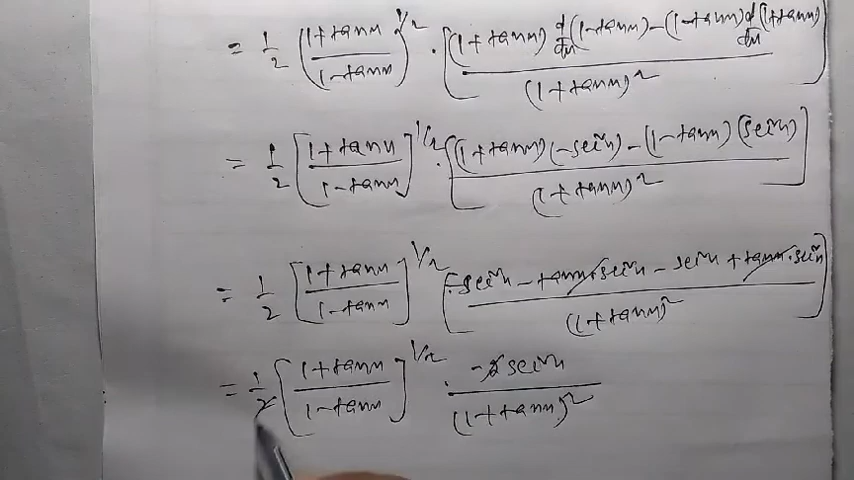 = 1/2 ((1+tanx)/(1-tanx))^1/2 · [((1+tanx) d/dx (1-tanx) - (1-tanx) d/dx (1+tanx))/(1+tanx)^2]
= 1/2 [(1+tanx)/(1-tanx)]^1/2 · [((1+tanx)(-sec²x) - (1-tanx)(sec²x))/(1+tanx)^2]
= 1/2 [(1+tanx)/(1-tanx)]^1/2 [(-sec²x - tanx·sec²x - sec²x + tanx·sec²x)/(1+tanx)^2]
= 1/2 [(1+tanx)/(1-tanx)]^1/2 · (-2sec²x)/(1+tanx)^2